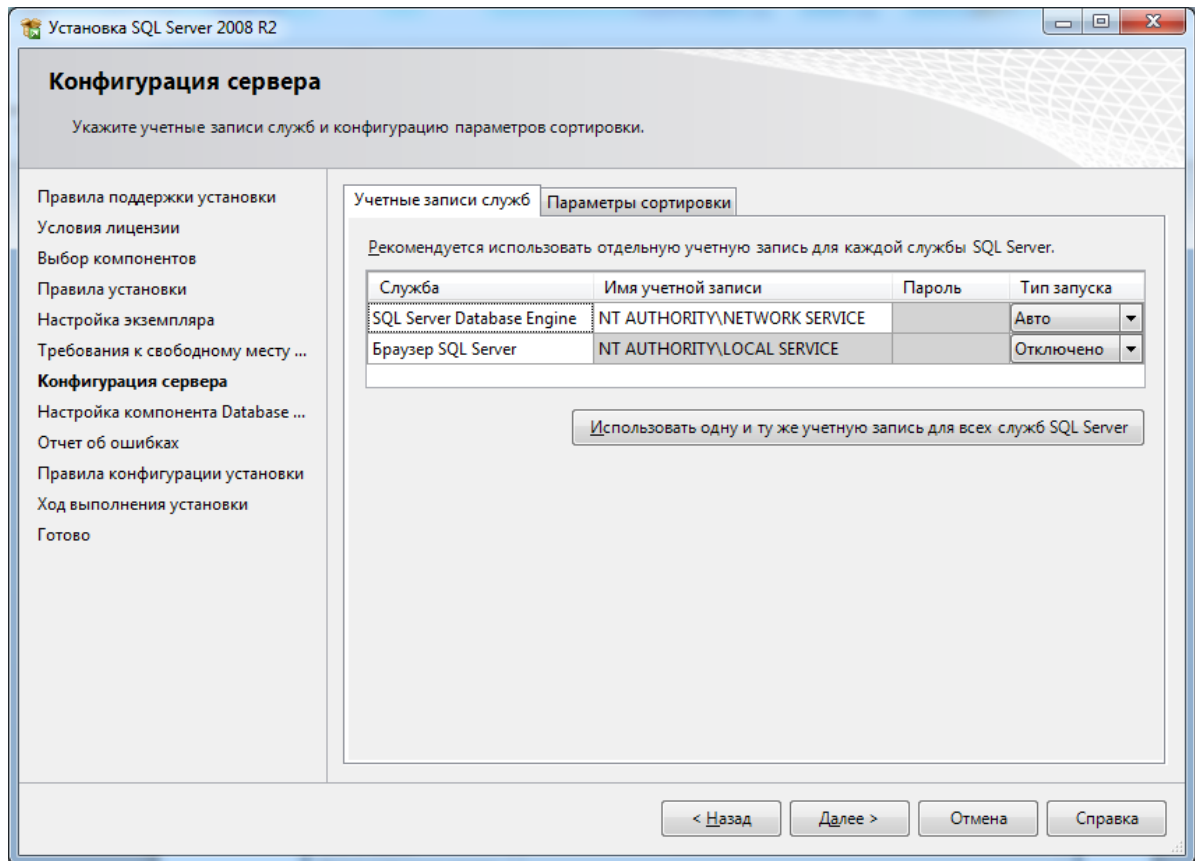 Установка SQL Server 2008 R2
Конфигурация сервера
Укажите учетные записи служб и конфигурацию параметров сортировки.
Правила поддержки установки
Условия лицензии
Выбор компонентов
Правила установки
Настройка экземпляра
Требования к свободному месту ...
Конфигурация сервера
Настройка компонента Database ...
Отчет об ошибках
Правила конфигурации установки
Ход выполнения установки
Готово
Учетные записи служб Параметры сортировки
Рекомендуется использовать отдельную учетную запись для каждой службы SQL Server.
Служба Имя учетной записи Пароль Тип запуска
SQL Server Database Engine NT AUTHORITY\NETWORK SERVICE Авто
Браузер SQL Server NT AUTHORITY\LOCAL SERVICE Отключено
Использовать одну и ту же учетную запись для всех служб SQL Server
< Назад Далее > Отмена Справка